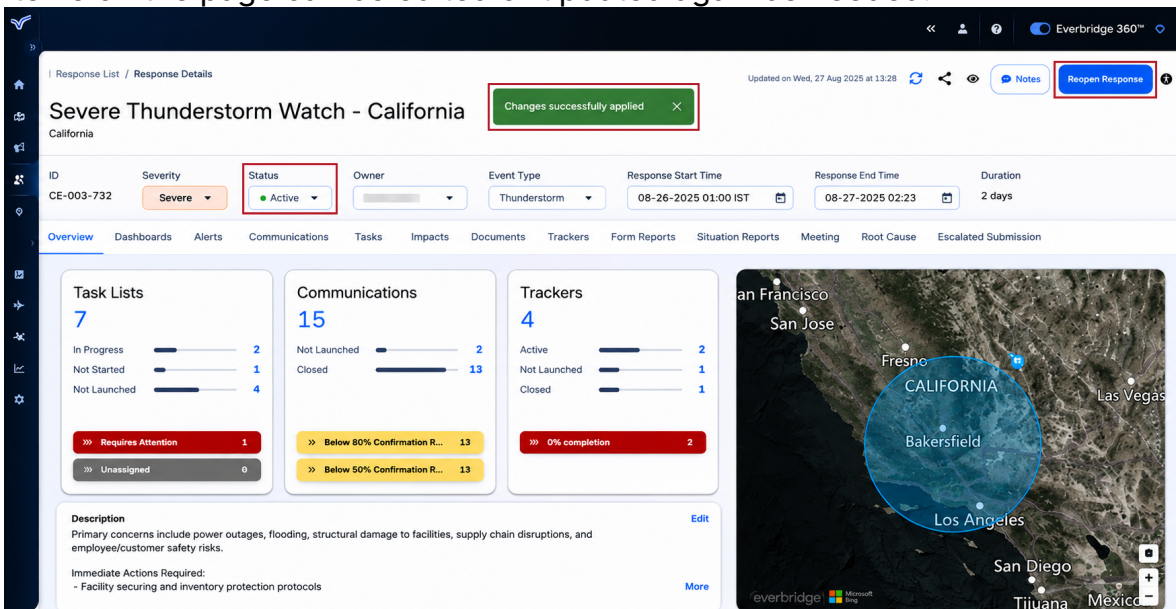 Everbridge 360™
Response List / Response Details
Updated on Wed, 27 Aug 2025 at 13:28
Notes
Reopen Response
Severe Thunderstorm Watch - California
California
Changes successfully applied
ID
CE-003-732
Severity
Severe
Status
Active
Owner
Event Type
Thunderstorm
Response Start Time
08-26-2025 01:00 IST
Response End Time
08-27-2025 02:23
Duration
2 days
Overview Dashboards Alerts Communications Tasks Impacts Documents Trackers Form Reports Situation Reports Meeting Root Cause Escalated Submission
Task Lists
7
In Progress 2
Not Started 1
Not Launched 4
Requires Attention 1
Unassigned 0
Communications
15
Not Launched 2
Closed 13
Below 80% Confirmation R... 13
Below 50% Confirmation R... 13
Trackers
4
Active 2
Not Launched 1
Closed 1
0% completion 2
Description
Edit
Primary concerns include power outages, flooding, structural damage to facilities, supply chain disruptions, and
employee/customer safety risks.
Immediate Actions Required:
- Facility securing and inventory protection protocols
More
an Francisco
San Jose
Fresno
CALIFORNIA
Las Vegas
Bakersfield
Los Angeles
San Diego
Tijuana
Mexico
everbridge
Microsoft
Bing